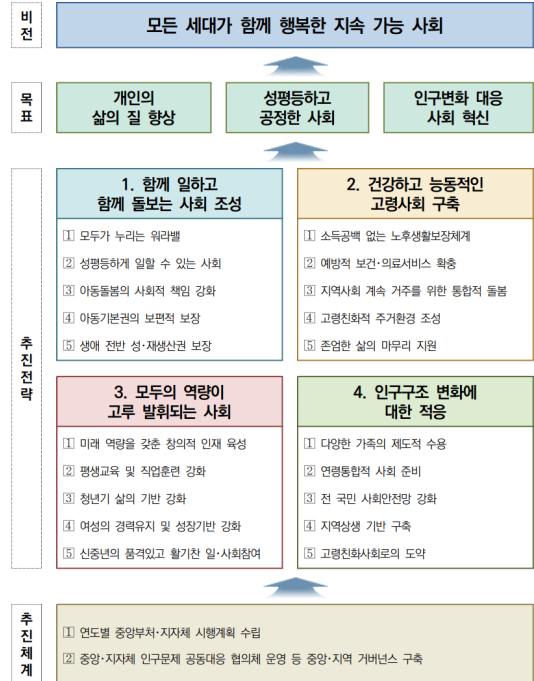 비전
모든 세대가 함께 행복한 지속 가능 사회
목표
개인의
삶의 질 향상
성평등하고
공정한 사회
인구변화 대응
사회 혁신
추진전략
1. 함께 일하고
함께 돌보는 사회 조성
1 모두가 누리는 워라밸
2 성평등하게 일할 수 있는 사회
3 아동돌봄의 사회적 책임 강화
4 아동기본권의 보편적 보장
5 생애 전반 성·재생산권 보장
2. 건강하고 능동적인
고령사회 구축
1 소득공백 없는 노후생활보장체계
2 예방적 보건·의료서비스 확충
3 지역사회 계속 거주를 위한 통합적 돌봄
4 고령친화적 주거환경 조성
5 존엄한 삶의 마무리 지원
3. 모두의 역량이
고루 발휘되는 사회
1 미래 역량을 갖춘 창의적 인재 육성
2 평생교육 및 직업훈련 강화
3 청년기 삶의 기반 강화
4 여성의 경력유지 및 성장기반 강화
5 신중년의 품격있고 활기찬 일·사회참여
4. 인구구조 변화에
대한 적응
1 다양한 가족의 제도적 수용
2 연령통합적 사회 준비
3 전 국민 사회안전망 강화
4 지역상생 기반 구축
5 고령친화사회로의 도약
추진체계
1 연도별 중앙부처·지자체 시행계획 수립
2 중앙·지자체 인구문제 공동대응 협의체 운영 등 중앙·지역 거버넌스 구축